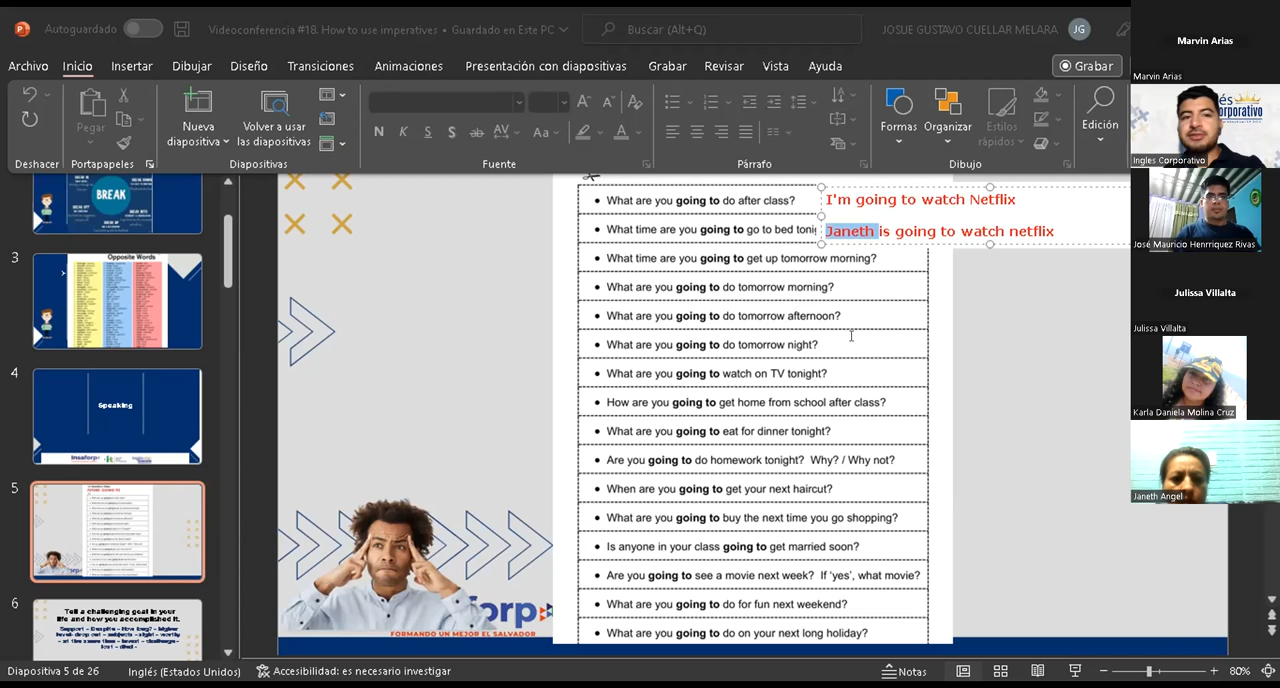 Autoguardado
Videoconferencia #18. How to use imperatives • Guardado en Este PC
Buscar (Alt+Q)
JOSUE GUSTAVO CUELLAR MELARA
JG
Archivo Inicio Insertar Dibujar Diseño Transiciones Animaciones Presentación con diapositivas Grabar Revisar Vista Ayuda
Grabar
Pegar
Nueva diapositiva
Volver a usar las diapositivas
Formas
Organizar
Estilos rápidos
Edición
Deshacer
Portapapeles
Diapositivas
Fuente
Párrafo
Dibujo
BREAK
3
Opposite Words
4
Speaking
5
6
Tell a challenging goal in your life and how you accomplished it.
What are you going to do after class?
I'm going to watch Netflix
What time are you going to go to bed toni
Janeth is going to watch netflix
What time are you going to get up tomorrow morning?
What are you going to do tomorrow morning?
What are you going to do tomorrow afternoon?
What are you going to do tomorrow night?
What are you going to watch on TV tonight?
How are you going to get home from school after class?
What are you going to eat for dinner tonight?
Are you going to do homework tonight? Why? / Why not?
When are you going to get your next haircut?
What are you going to buy the next time you go shopping?
Is anyone in your class going to get married soon?
Are you going to see a movie next week? If 'yes', what movie?
What are you going to do for fun next weekend?
What are you going to do on your next long holiday?
FORMANDO UN MEJOR EL SALVADOR
Marvin Arias
Marvin Arias
Ingles Corporativo
José Mauricio Henrriquez Rivas
Julissa Villalta
Julissa Villalta
Karla Daniela Molina Cruz
Janeth Angel
Diapositiva 5 de 26
Inglés (Estados Unidos)
Accesibilidad: es necesario investigar
Notas
80%